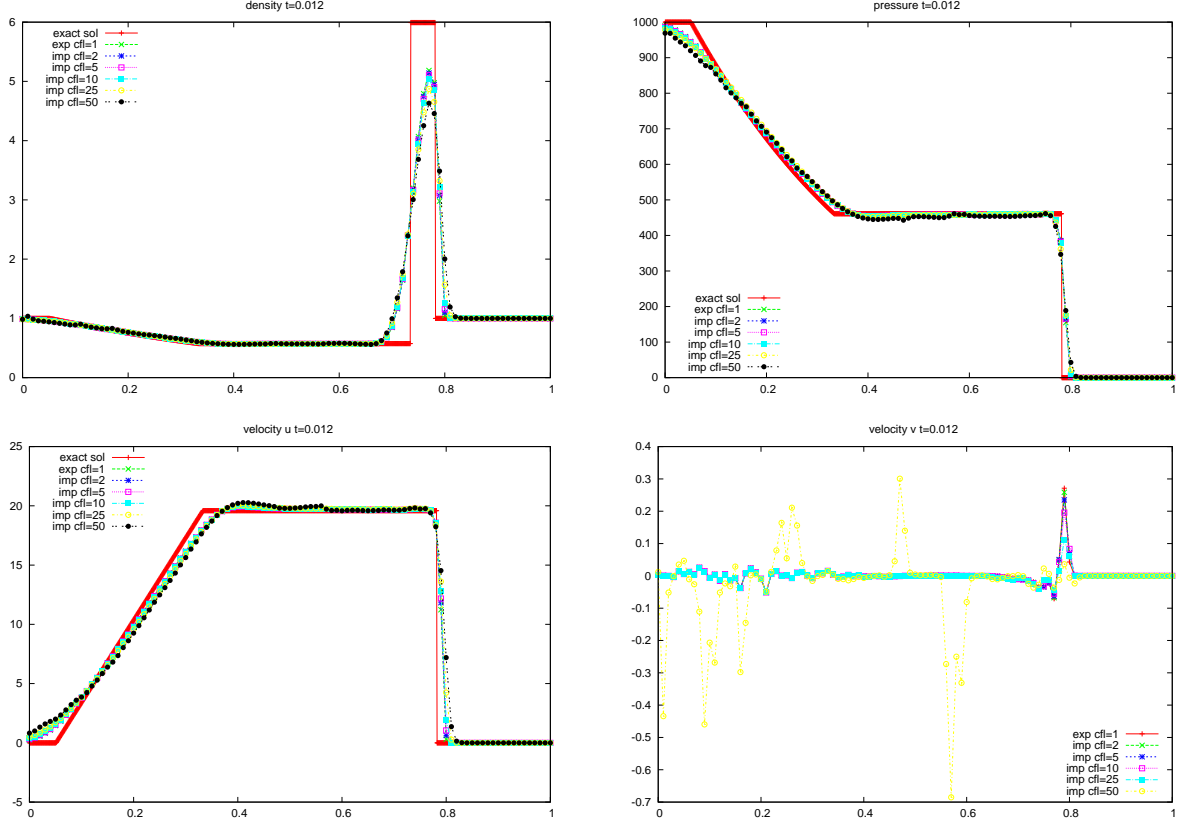 density t=0.012
6
5
4
3
2
1
0
0 0.2 0.4 0.6 0.8 1
exact sol
exp cfl=1
imp cfl=2
imp cfl=5
imp cfl=10
imp cfl=25
imp cfl=50
pressure t=0.012
1000
900
800
700
600
500
400
300
200
100
0
0 0.2 0.4 0.6 0.8 1
exact sol
exp cfl=1
imp cfl=2
imp cfl=5
imp cfl=10
imp cfl=25
imp cfl=50
velocity u t=0.012
25
20
15
10
5
0
-5
0 0.2 0.4 0.6 0.8 1
exact sol
exp cfl=1
imp cfl=2
imp cfl=5
imp cfl=10
imp cfl=25
imp cfl=50
velocity v t=0.012
0.4
0.3
0.2
0.1
0
-0.1
-0.2
-0.3
-0.4
-0.5
-0.6
-0.7
0 0.2 0.4 0.6 0.8 1
exp cfl=1
imp cfl=2
imp cfl=5
imp cfl=10
imp cfl=25
imp cfl=50